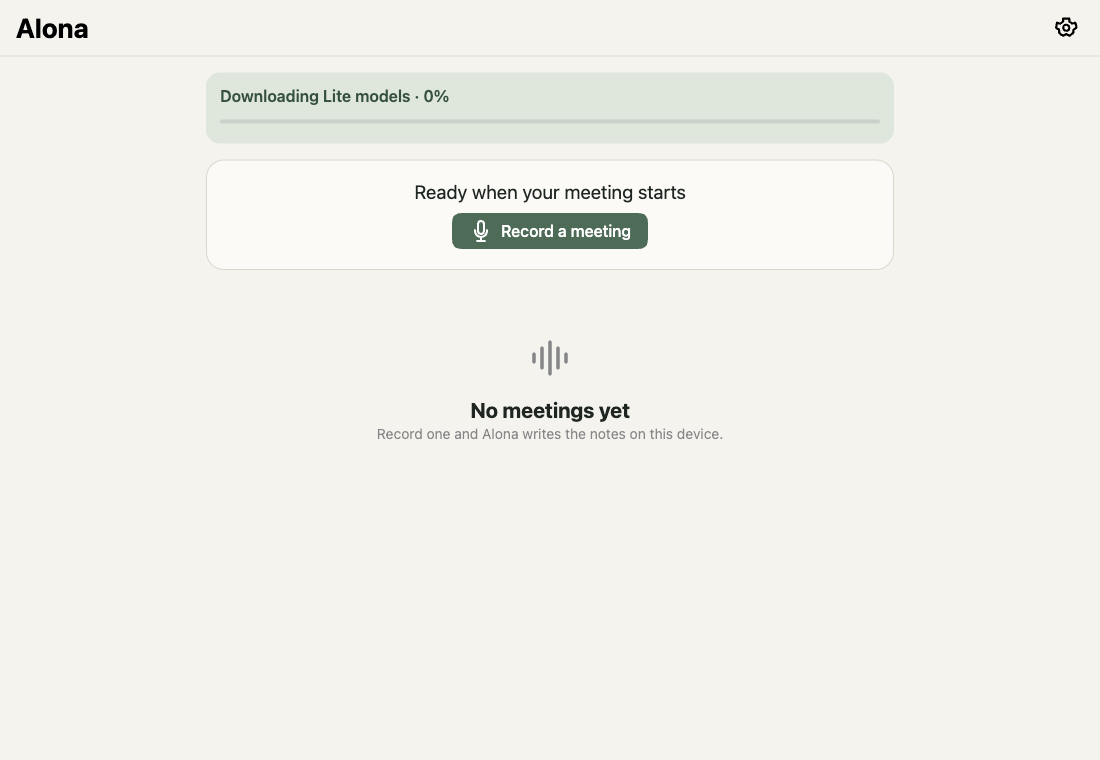 Alona
Downloading Lite models · 0%
Ready when your meeting starts
Record a meeting
No meetings yet
Record one and Alona writes the notes on this device.